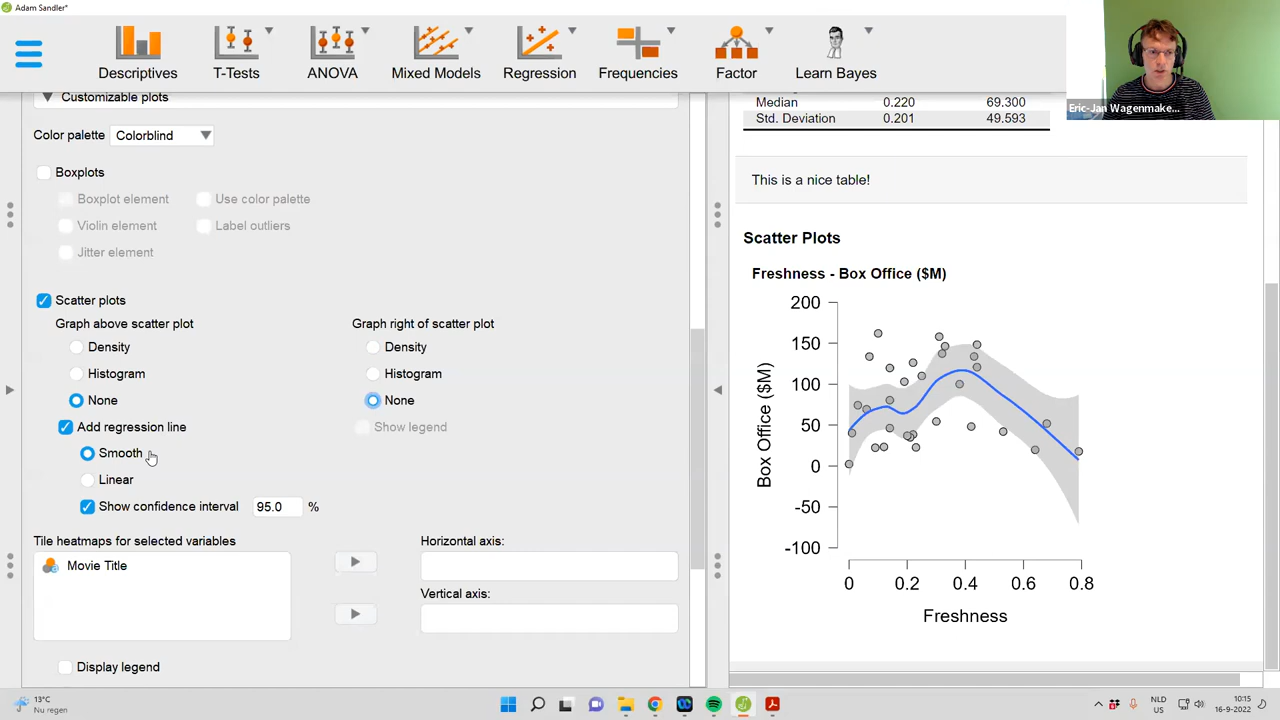 Adam Sandler*
Descriptives
T-Tests
ANOVA
Mixed Models
Regression
Frequencies
Factor
Learn Bayes
Eric-Jan Wagenmake...
Customizable plots
Color palette
Colorblind
Boxplots
Boxplot element
Use color palette
Violin element
Label outliers
Jitter element
Scatter plots
Graph above scatter plot
Graph right of scatter plot
Density
Density
Histogram
Histogram
None
None
Add regression line
Show legend
Smooth
Linear
Show confidence interval
95.0
%
Tile heatmaps for selected variables
Horizontal axis:
Movie Title
Vertical axis:
Display legend
Median 0.220 69.300
Std. Deviation 0.201 49.593
This is a nice table!
Scatter Plots
Freshness - Box Office ($M)
200
150
100
50
0
-50
-100
Box Office ($M)
0 0.2 0.4 0.6 0.8
Freshness
13°C
Nu regen
NLD
US
10:15
16-9-2022